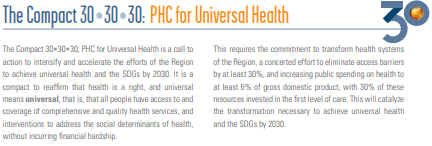 The Compact 30•30•30: PHC for Universal Health
30
The Compact 30•30•30, PHC for Universal Health is a call to
action to intensify and accelerate the efforts of the Region
to achieve universal health and the SDGs by 2030. It is a
compact to reaffirm that health is a right, and universal
means universal, that is, that all people have access to and
coverage of comprehensive and quality health services, and
interventions to address the social determinants of health,
without incurring financial hardship.
This requires the commitment to transform health systems
of the Region, a concerted effort to eliminate access barriers
by at least 30%, and increasing public spending on health to
at least 6% of gross domestic product, with 30% of these
resources invested in the first level of care. This will catalyze
the transformation necessary to achieve universal health
and the SDGs by 2030.